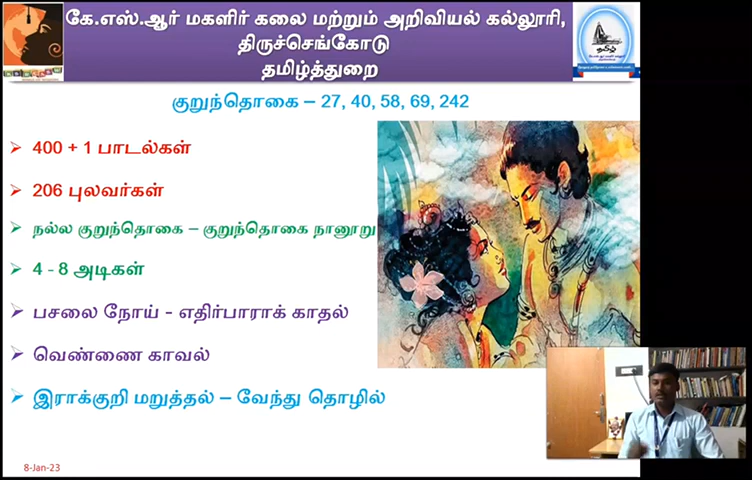 கே.எஸ்.ஆர் மகளிர் கலை மற்றும் அறிவியல் கல்லூரி,
திருச்செங்கோடு
தமிழ்த்துறை
தமிழ்
குறுந்தொகை – 27, 40, 58, 69, 242
400 + 1 பாடல்கள்
206 புலவர்கள்
நல்ல குறுந்தொகை – குறுந்தொகை நானூறு
4 - 8 அடிகள்
பசலை நோய் - எதிர்பாராக் காதல்
வெண்ணை காவல்
இராக்குறி மறுத்தல் – வேந்து தொழில்
8-Jan-23